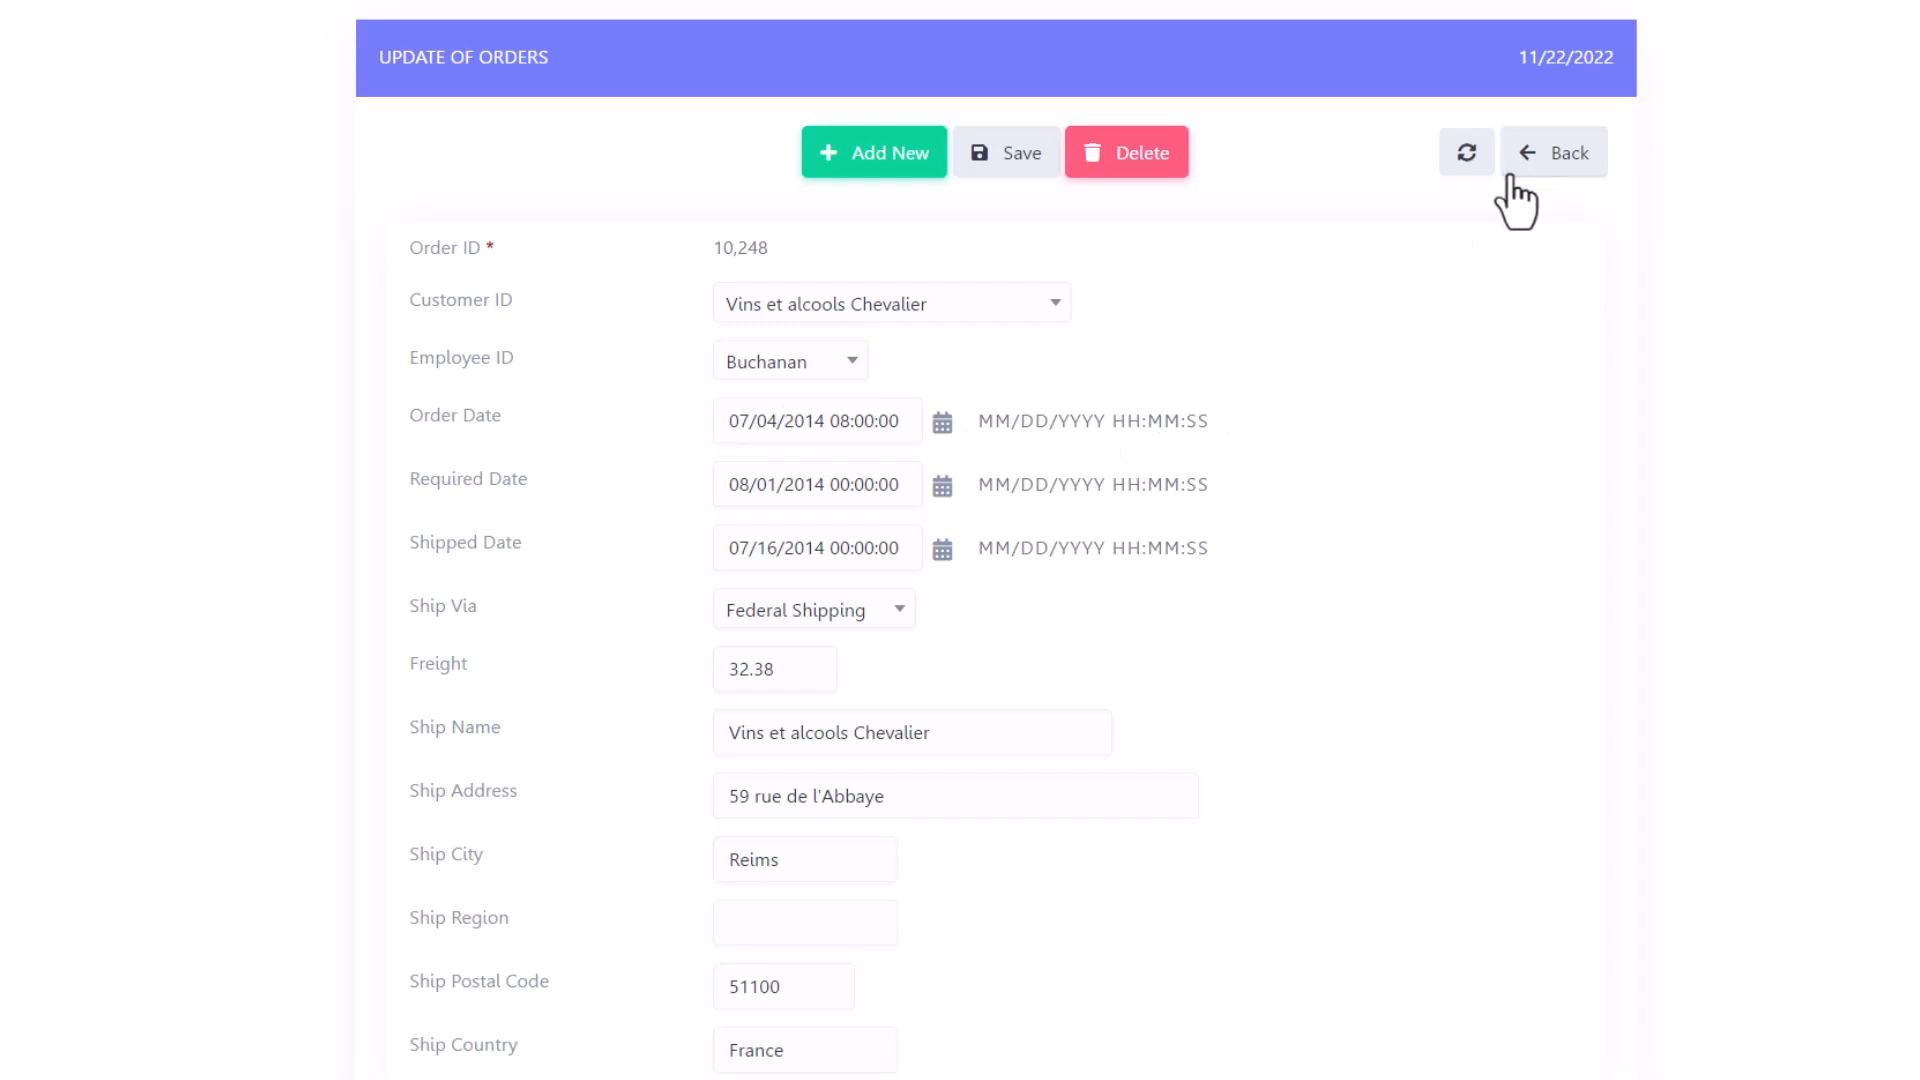 UPDATE OF ORDERS 11/22/2022
Add New Save Delete Back
Order ID * 10,248
Customer ID Vins et alcools Chevalier
Employee ID Buchanan
Order Date 07/04/2014 08:00:00 MM/DD/YYYY HH:MM:SS
Required Date 08/01/2014 00:00:00 MM/DD/YYYY HH:MM:SS
Shipped Date 07/16/2014 00:00:00 MM/DD/YYYY HH:MM:SS
Ship Via Federal Shipping
Freight 32.38
Ship Name Vins et alcools Chevalier
Ship Address 59 rue de l'Abbaye
Ship City Reims
Ship Region
Ship Postal Code 51100
Ship Country France